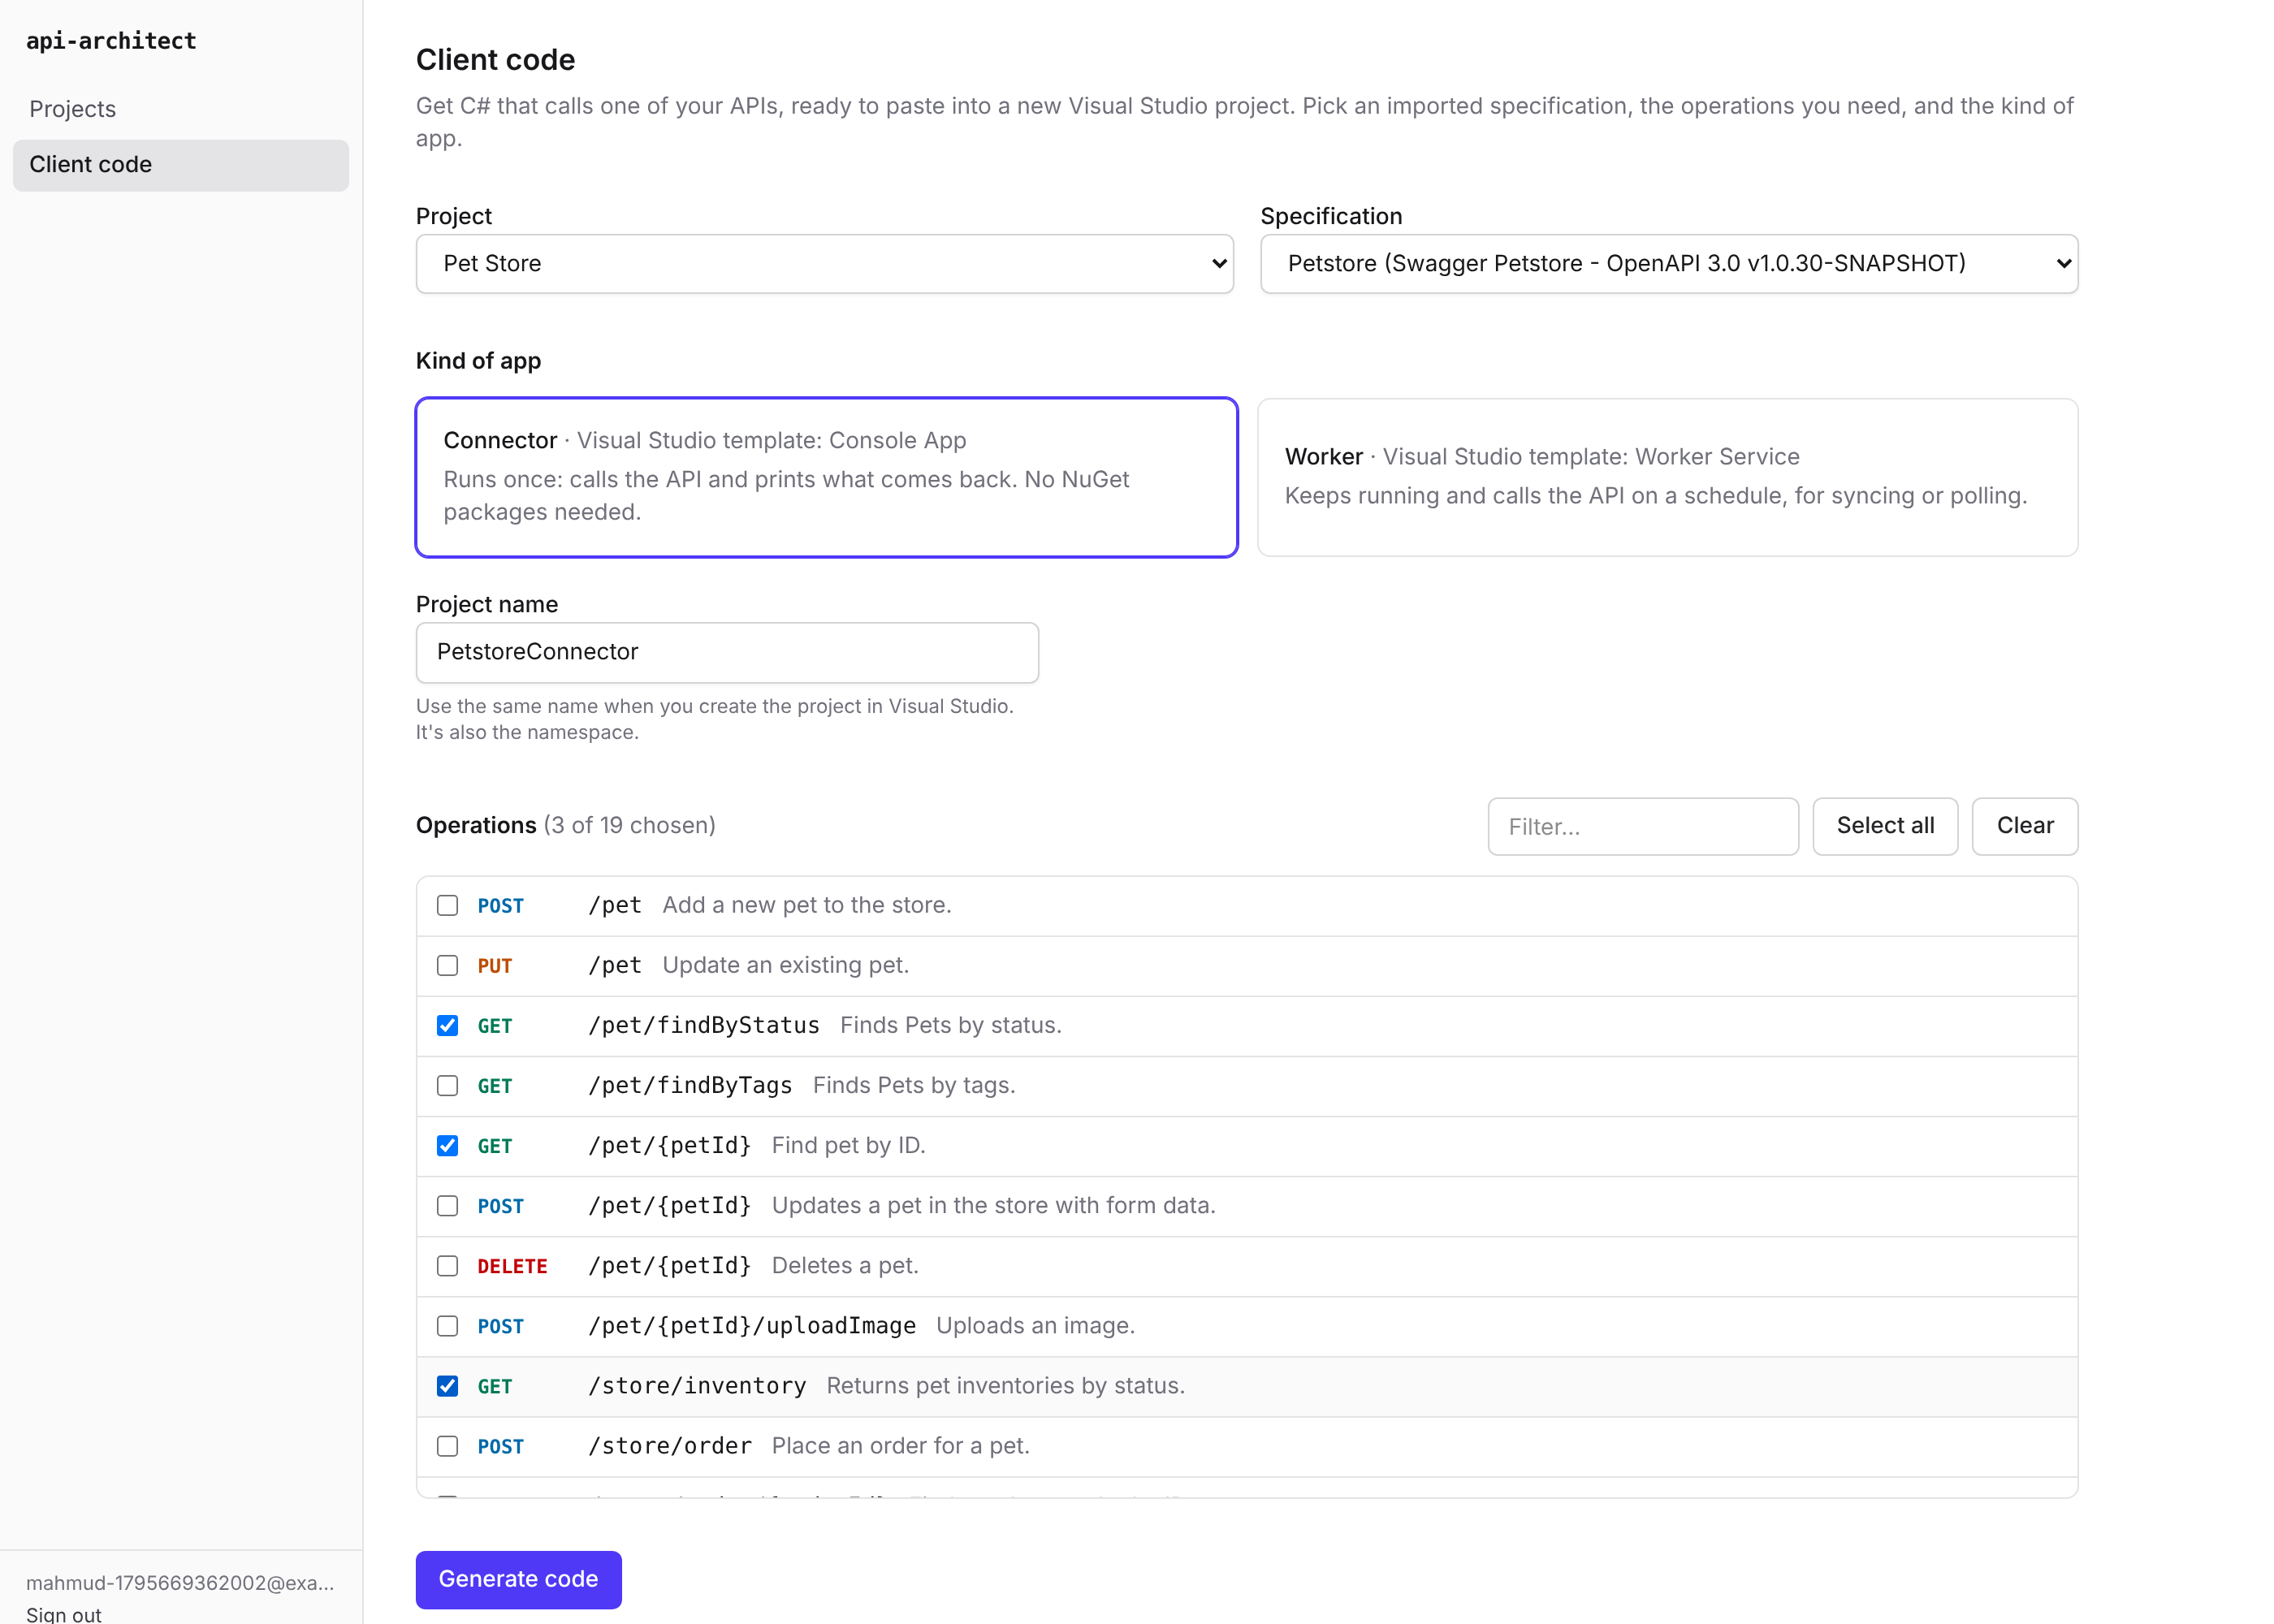 api-architect
Projects
Client code
Client code
Get C# that calls one of your APIs, ready to paste into a new Visual Studio project. Pick an imported specification, the operations you need, and the kind of
app.
Project
Specification
Pet Store
Petstore (Swagger Petstore - OpenAPI 3.0 v1.0.30-SNAPSHOT)
Kind of app
Connector · Visual Studio template: Console App
Runs once: calls the API and prints what comes back. No NuGet
packages needed.
Worker · Visual Studio template: Worker Service
Keeps running and calls the API on a schedule, for syncing or polling.
Project name
PetstoreConnector
Use the same name when you create the project in Visual Studio.
It's also the namespace.
Operations (3 of 19 chosen)
Filter...
Select all
Clear
POST /pet Add a new pet to the store.
PUT /pet Update an existing pet.
GET /pet/findByStatus Finds Pets by status.
GET /pet/findByTags Finds Pets by tags.
GET /pet/{petId} Find pet by ID.
POST /pet/{petId} Updates a pet in the store with form data.
DELETE /pet/{petId} Deletes a pet.
POST /pet/{petId}/uploadImage Uploads an image.
GET /store/inventory Returns pet inventories by status.
POST /store/order Place an order for a pet.
Generate code
mahmud-1795669362002@exa...
Sign out